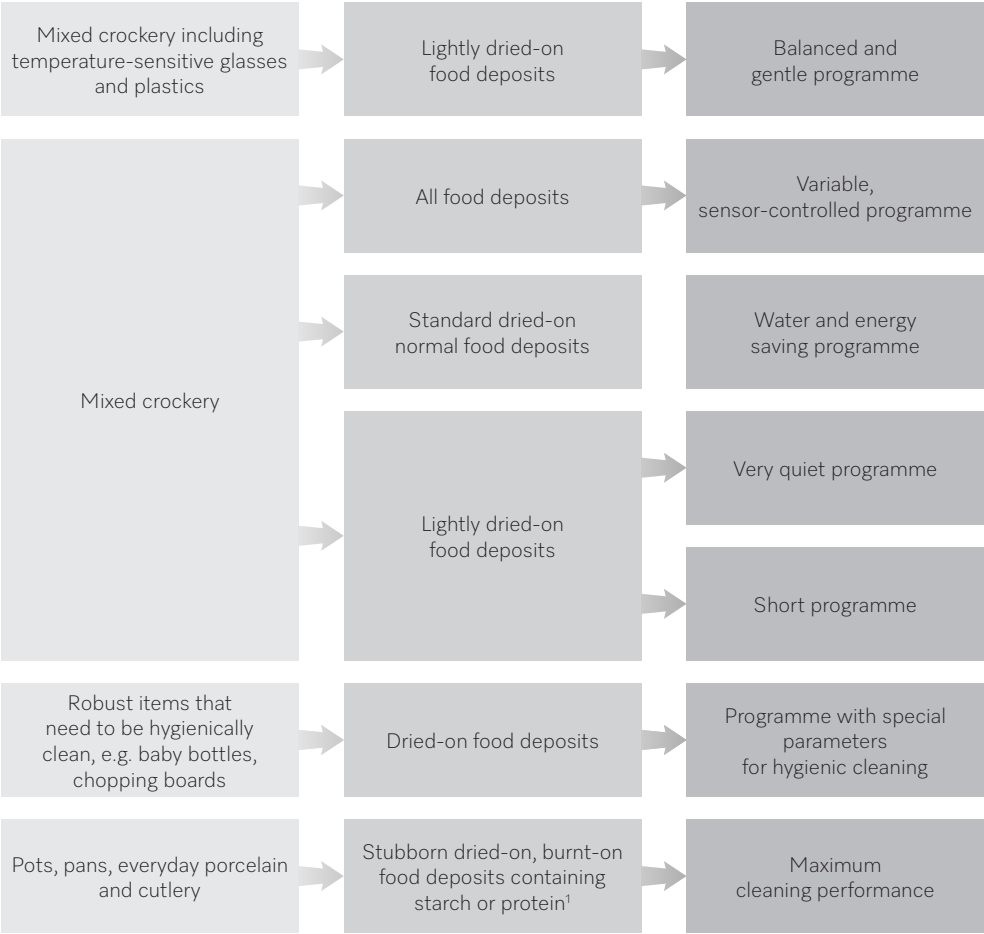 Mixed crockery including
temperature-sensitive glasses
and plastics
Lightly dried-on
food deposits
Balanced and
gentle programme
Mixed crockery
All food deposits
Variable,
sensor-controlled programme
Standard dried-on
normal food deposits
Water and energy
saving programme
Lightly dried-on
food deposits
Very quiet programme
Short programme
Robust items that
need to be hygienically
clean, e.g. baby bottles,
chopping boards
Dried-on food deposits
Programme with special
parameters
for hygienic cleaning
Pots, pans, everyday porcelain
and cutlery
Stubborn dried-on, burnt-on
food deposits containing
starch or protein¹
Maximum
cleaning performance